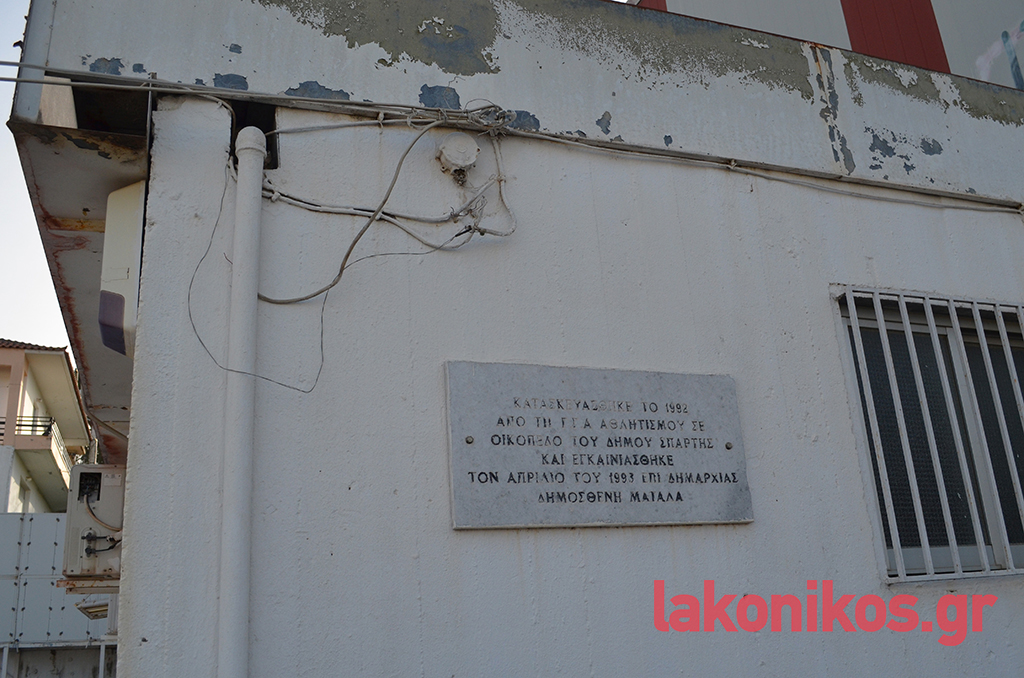 ΚΑΤΑΣΚΕΥΑΣΘΗΚΕ ΤΟ 1992
ΑΠΟ ΤΗ Γ.Γ.Α ΑΘΛΗΤΙΣΜΟΥ ΣΕ
ΟΙΚΟΠΕΔΟ ΤΟΥ ΔΗΜΟΥ ΣΠΑΡΤΗΣ
ΚΑΙ ΕΓΚΑΙΝΙΑΣΘΗΚΕ
ΤΟΝ ΑΠΡΙΛΙΟ ΤΟΥ 1993 ΕΠΙ ΔΗΜΑΡΧΙΑΣ
ΔΗΜΟΣΘΕΝΗ ΜΑΤΑΛΑ
lakonikos.gr